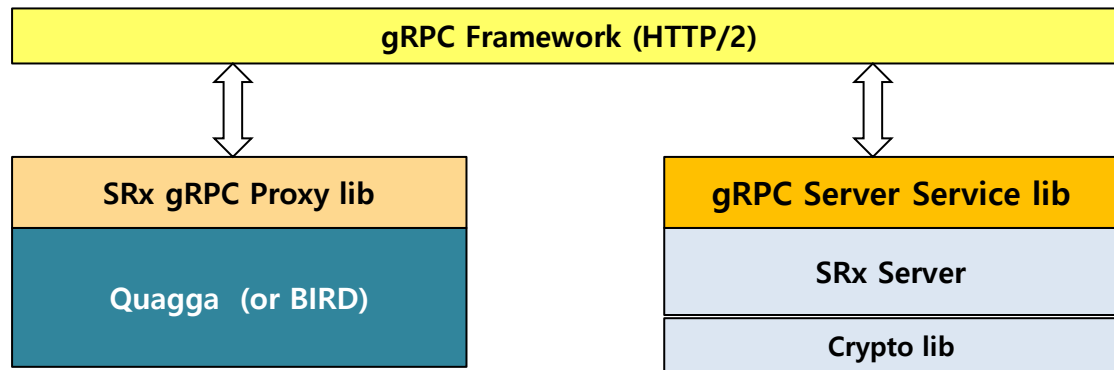 gRPC Framework (HTTP/2)
SRx gRPC Proxy lib
gRPC Server Service lib
Quagga (or BIRD)
SRx Server
Crypto lib